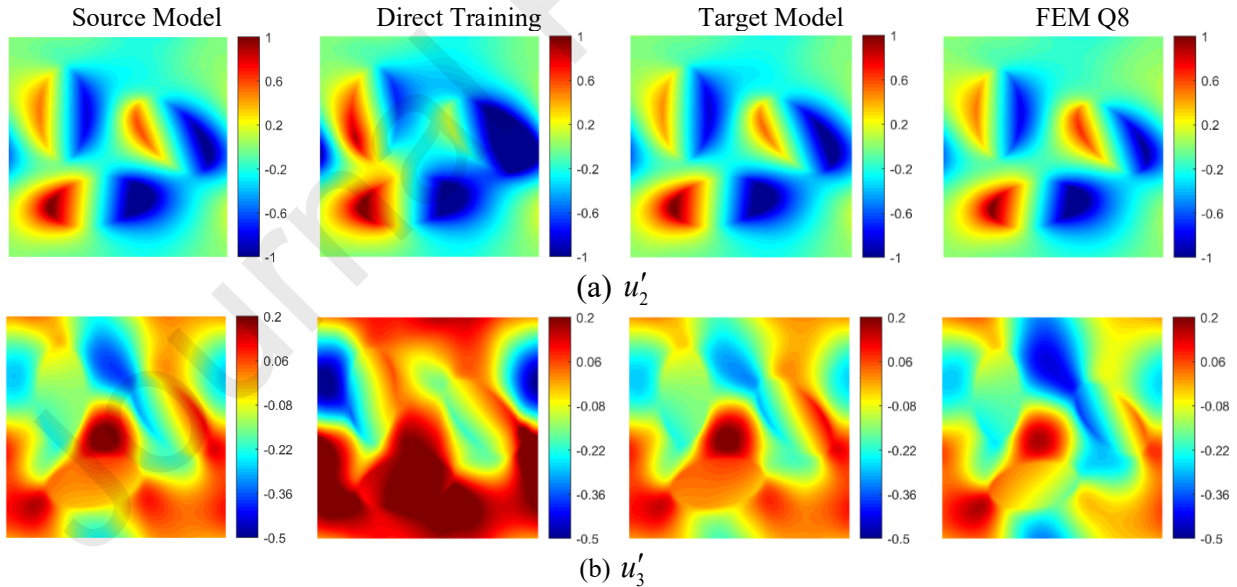 Source Model Direct Training Target Model FEM Q8
1 1 1 1
0.6 0.6 0.6 0.6
0.2 0.2 0.2 0.2
-0.2 -0.2 -0.2 -0.2
-0.6 -0.6 -0.6 -0.6
-1 -1 -1 -1
(a) u′₂
0.2 0.2 0.2 0.2
0.06 0.06 0.06 0.06
-0.08 -0.08 -0.08 -0.08
-0.22 -0.22 -0.22 -0.22
-0.36 -0.36 -0.36 -0.36
-0.5 -0.5 -0.5 -0.5
(b) u′₃
Journal P